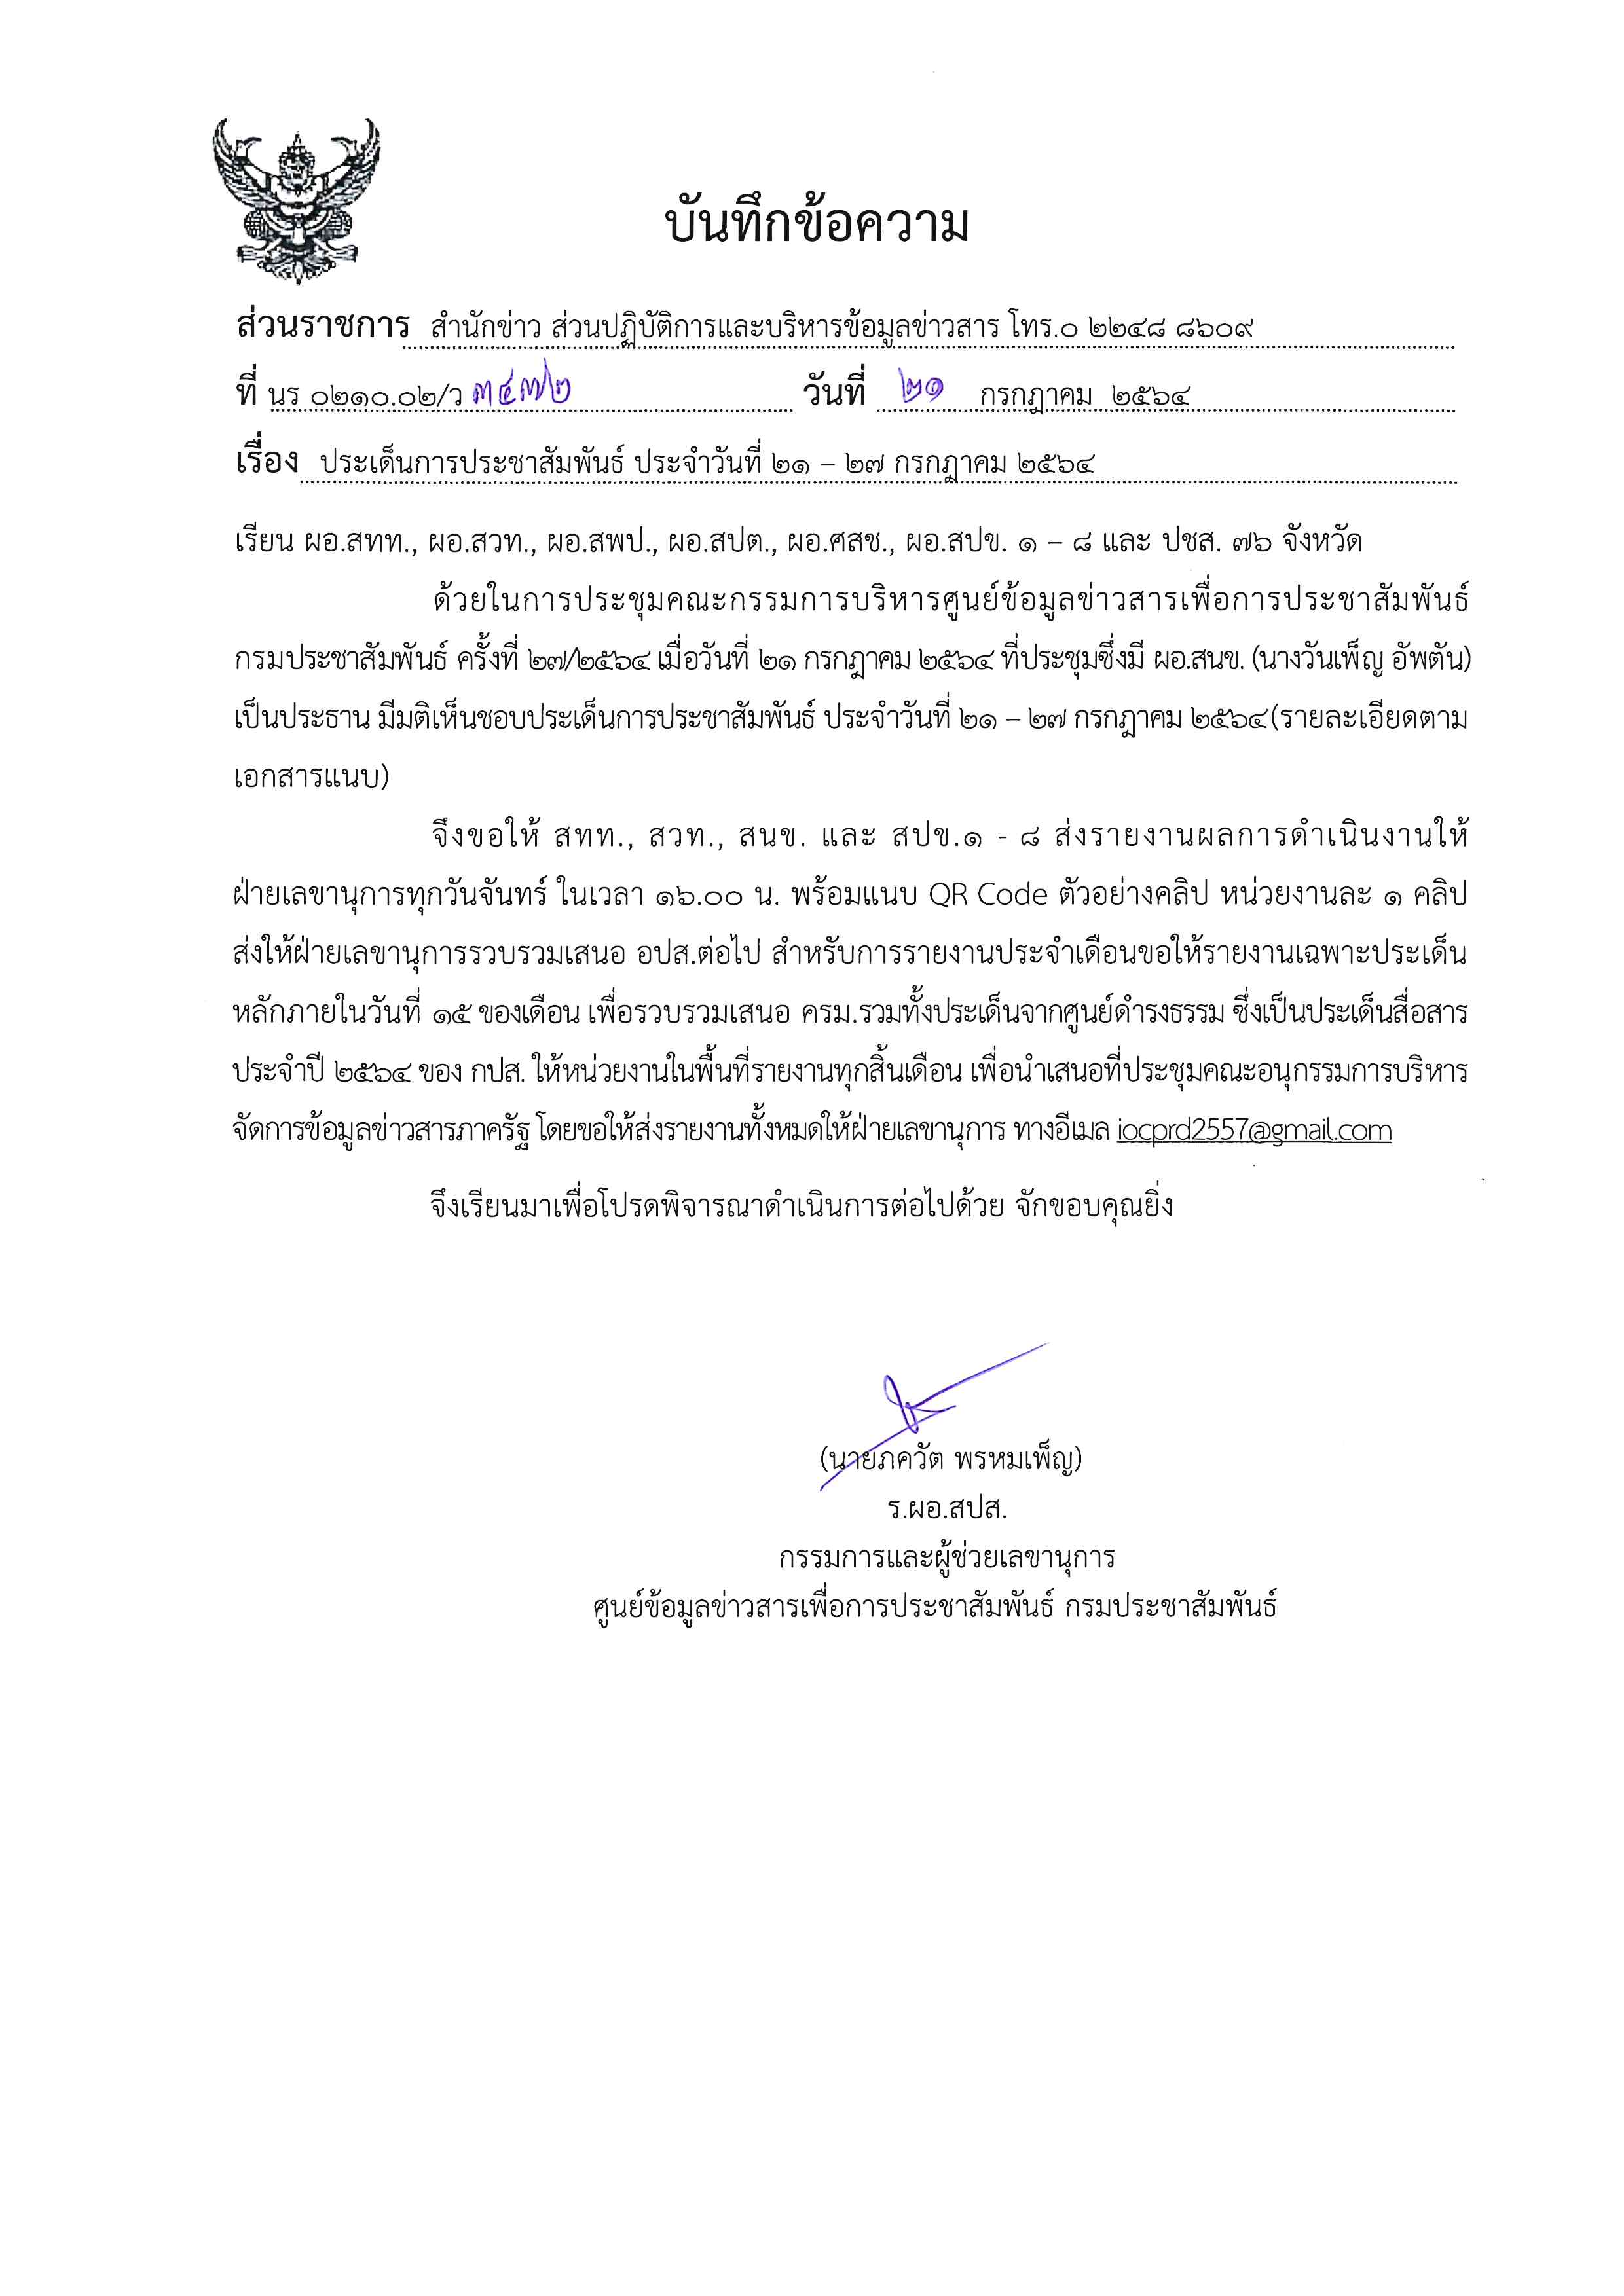 บันทึกข้อความ
ส่วนราชการ สำนักข่าว ส่วนปฏิบัติการและบริหารข้อมูลข่าวสาร โทร.๐ ๒๒๔๘ ๘๖๐๙
ที่ นร ๐๒๑๐.๐๒/ว ๓๔๗๒ วันที่ ๒๑ กรกฎาคม ๒๕๖๔
เรื่อง ประเด็นการประชาสัมพันธ์ ประจำวันที่ ๒๑ – ๒๗ กรกฎาคม ๒๕๖๔
เรียน ผอ.สทท., ผอ.สวท., ผอ.สพป., ผอ.สปต., ผอ.ศสช., ผอ.สปข. ๑ – ๘ และ ปชส. ๗๖ จังหวัด
ด้วยในการประชุมคณะกรรมการบริหารศูนย์ข้อมูลข่าวสารเพื่อการประชาสัมพันธ์
กรมประชาสัมพันธ์ ครั้งที่ ๒๗/๒๕๖๔ เมื่อวันที่ ๒๑ กรกฎาคม ๒๕๖๔ ที่ประชุมซึ่งมี ผอ.สนข. (นางวันเพ็ญ อัพตัน)
เป็นประธาน มีมติเห็นชอบประเด็นการประชาสัมพันธ์ ประจำวันที่ ๒๑ – ๒๗ กรกฎาคม ๒๕๖๔(รายละเอียดตาม
เอกสารแนบ)
จึงขอให้ สทท., สวท., สนข. และ สปข.๑ - ๘ ส่งรายงานผลการดำเนินงานให้
ฝ่ายเลขานุการทุกวันจันทร์ ในเวลา ๑๖.๐๐ น. พร้อมแนบ QR Code ตัวอย่างคลิป หน่วยงานละ ๑ คลิป
ส่งให้ฝ่ายเลขานุการรวบรวมเสนอ อปส.ต่อไป สำหรับการรายงานประจำเดือนขอให้รายงานเฉพาะประเด็น
หลักภายในวันที่ ๑๕ ของเดือน เพื่อรวบรวมเสนอ ครม.รวมทั้งประเด็นจากศูนย์ดำรงธรรม ซึ่งเป็นประเด็นสื่อสาร
ประจำปี ๒๕๖๔ ของ กปส. ให้หน่วยงานในพื้นที่รายงานทุกสิ้นเดือน เพื่อนำเสนอที่ประชุมคณะอนุกรรมการบริหาร
จัดการข้อมูลข่าวสารภาครัฐ โดยขอให้ส่งรายงานทั้งหมดให้ฝ่ายเลขานุการ ทางอีเมล iocprd2557@gmail.com
จึงเรียนมาเพื่อโปรดพิจารณาดำเนินการต่อไปด้วย จักขอบคุณยิ่ง
(นายภควัต พรหมเพ็ญ)
ร.ผอ.สปส.
กรรมการและผู้ช่วยเลขานุการ
ศูนย์ข้อมูลข่าวสารเพื่อการประชาสัมพันธ์ กรมประชาสัมพันธ์